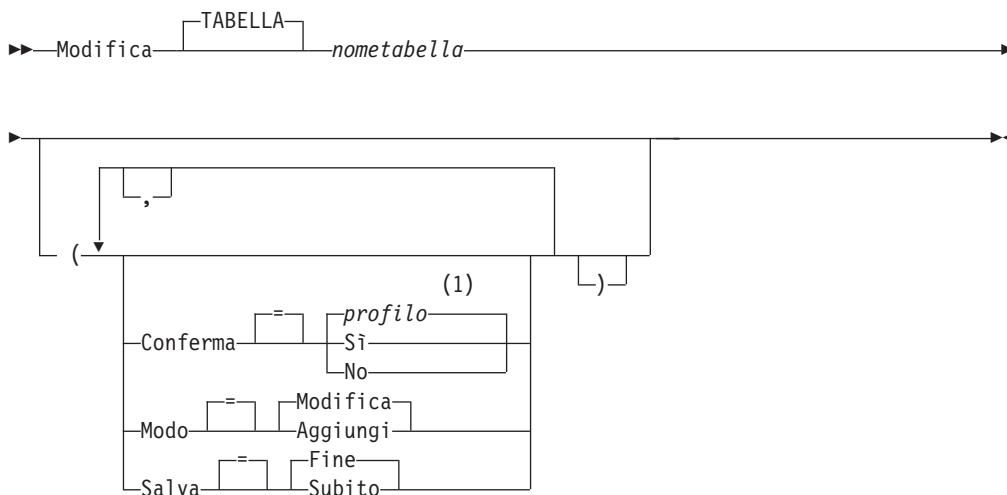 TABELLA
Modifica nometabella
,
(
(1)
)
= profilo
Conferma Sì
No
= Modifica
Modo Aggiungi
= Fine
Salva Subito